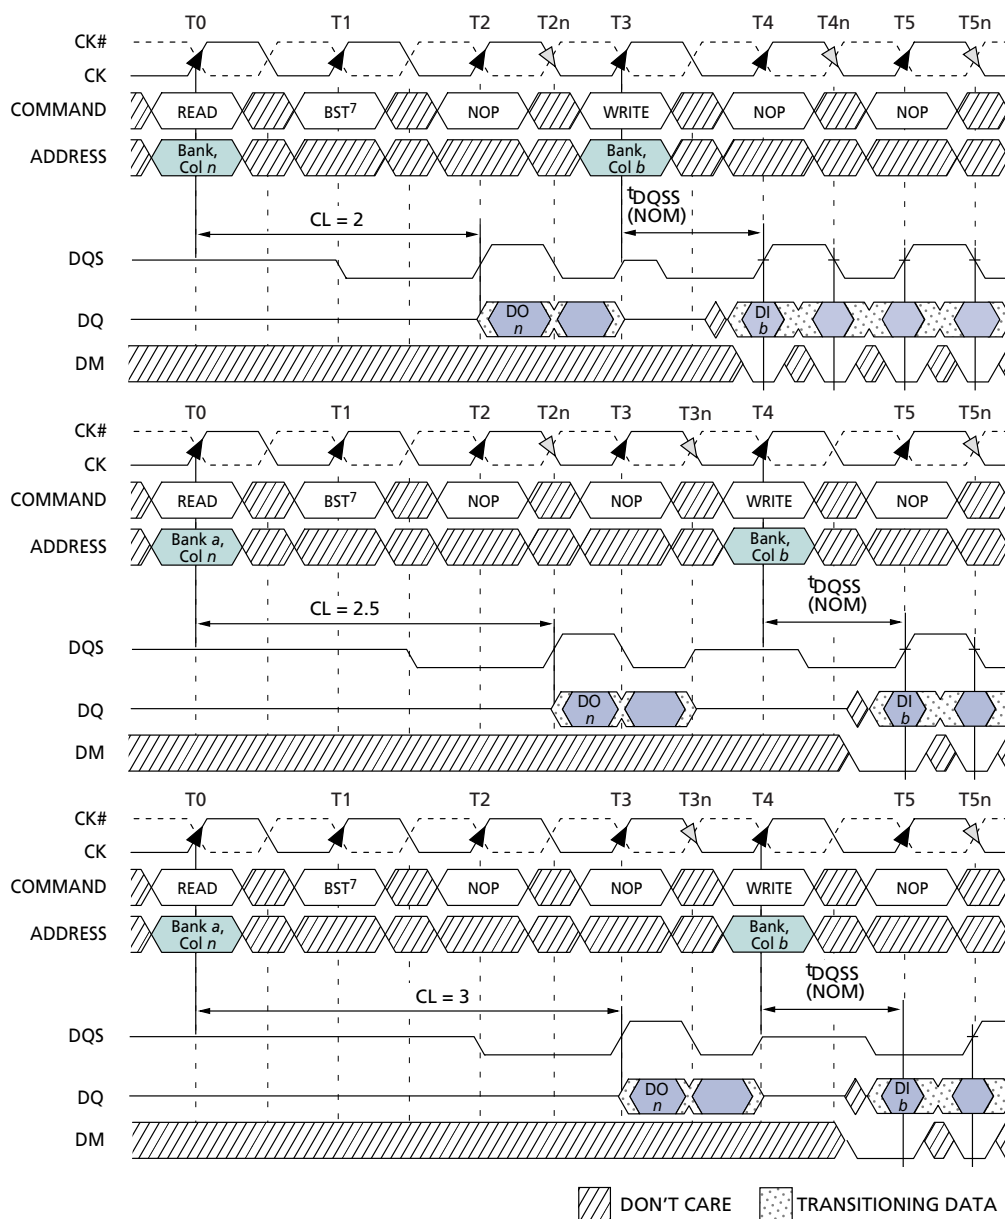 T0 T1 T2 T2n T3 T4 T4n T5 T5n
CK#
CK
COMMAND READ BST7 NOP WRITE NOP NOP
ADDRESS Bank, Col n Bank, Col b
CL = 2
tDQSS (NOM)
DQS
DQ DO n DI b
DM
T0 T1 T2 T2n T3 T3n T4 T5 T5n
CK#
CK
COMMAND READ BST7 NOP NOP WRITE NOP
ADDRESS Bank a, Col n Bank, Col b
CL = 2.5
tDQSS (NOM)
DQS
DQ DO n DI b
DM
T0 T1 T2 T3 T3n T4 T5 T5n
CK#
CK
COMMAND READ BST7 NOP NOP WRITE NOP
ADDRESS Bank a, Col n Bank, Col b
CL = 3
tDQSS (NOM)
DQS
DQ DO n DI b
DM
DON'T CARE TRANSITIONING DATA